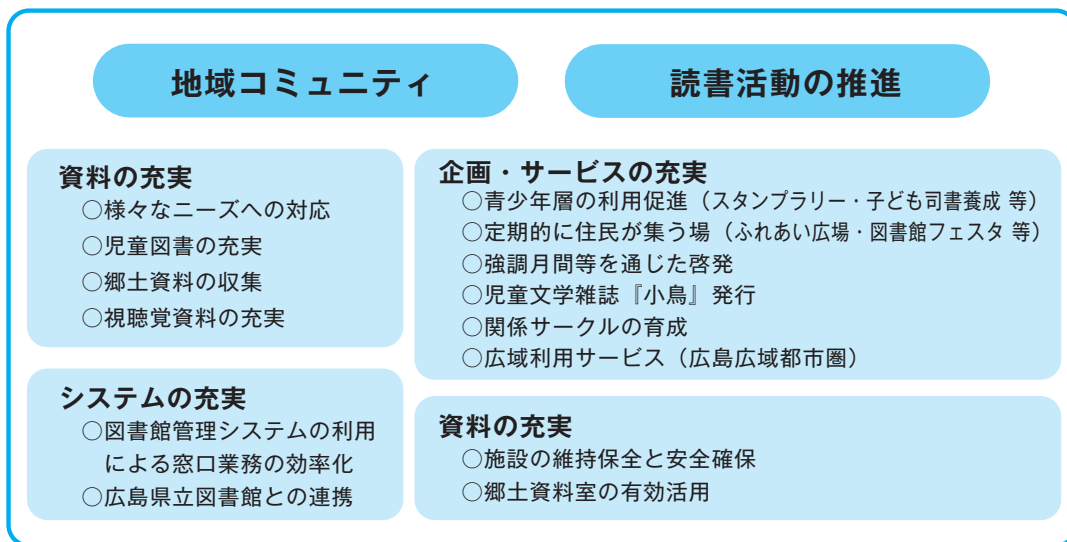 地域コミュニティ
読書活動の推進
資料の充実
○様々なニーズへの対応
○児童図書の充実
○郷土資料の収集
○視聴覚資料の充実
システムの充実
○図書館管理システムの利用
による窓口業務の効率化
○広島県立図書館との連携
企画・サービスの充実
○青少年層の利用促進（スタンプラリー・子ども司書養成 等）
○定期的に住民が集う場（ふれあい広場・図書館フェスタ 等）
○強調月間等を通じた啓発
○児童文学雑誌『小鳥』発行
○関係サークルの育成
○広域利用サービス（広島広域都市圏）
資料の充実
○施設の維持保全と安全確保
○郷土資料室の有効活用